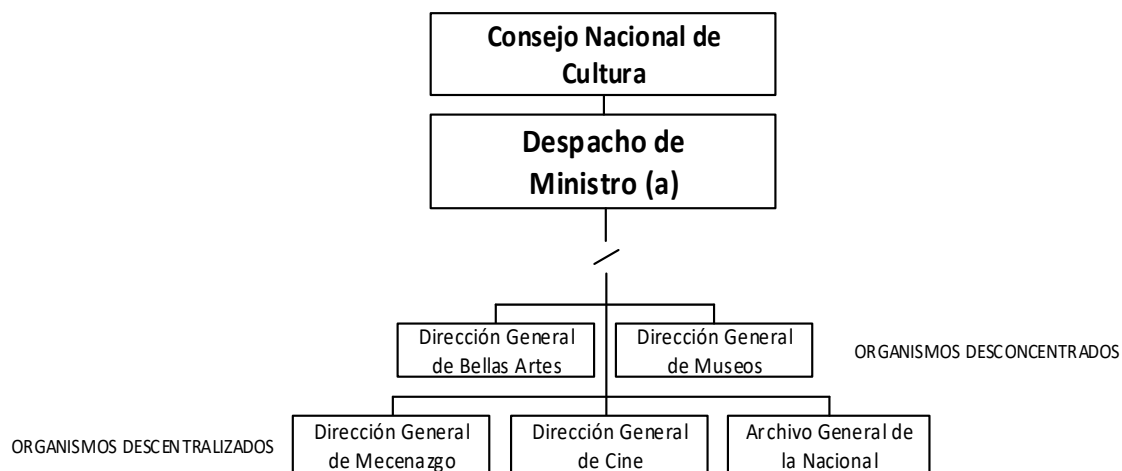 Consejo Nacional de
Cultura
Despacho de
Ministro (a)
Dirección General
de Bellas Artes
Dirección General
de Museos
ORGANISMOS DESCONCENTRADOS
ORGANISMOS DESCENTRALIZADOS
Dirección General
de Mecenazgo
Dirección General
de Cine
Archivo General de
la Nacional